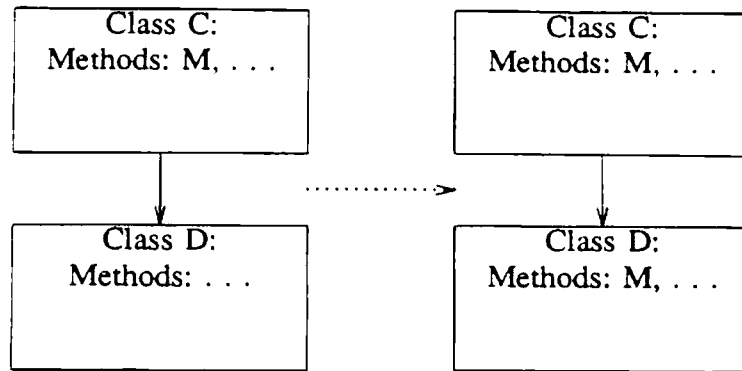 Class C:
Methods: M, . . .
Class D:
Methods: . . .
Class C:
Methods: M, . . .
Class D:
Methods: M, . . .